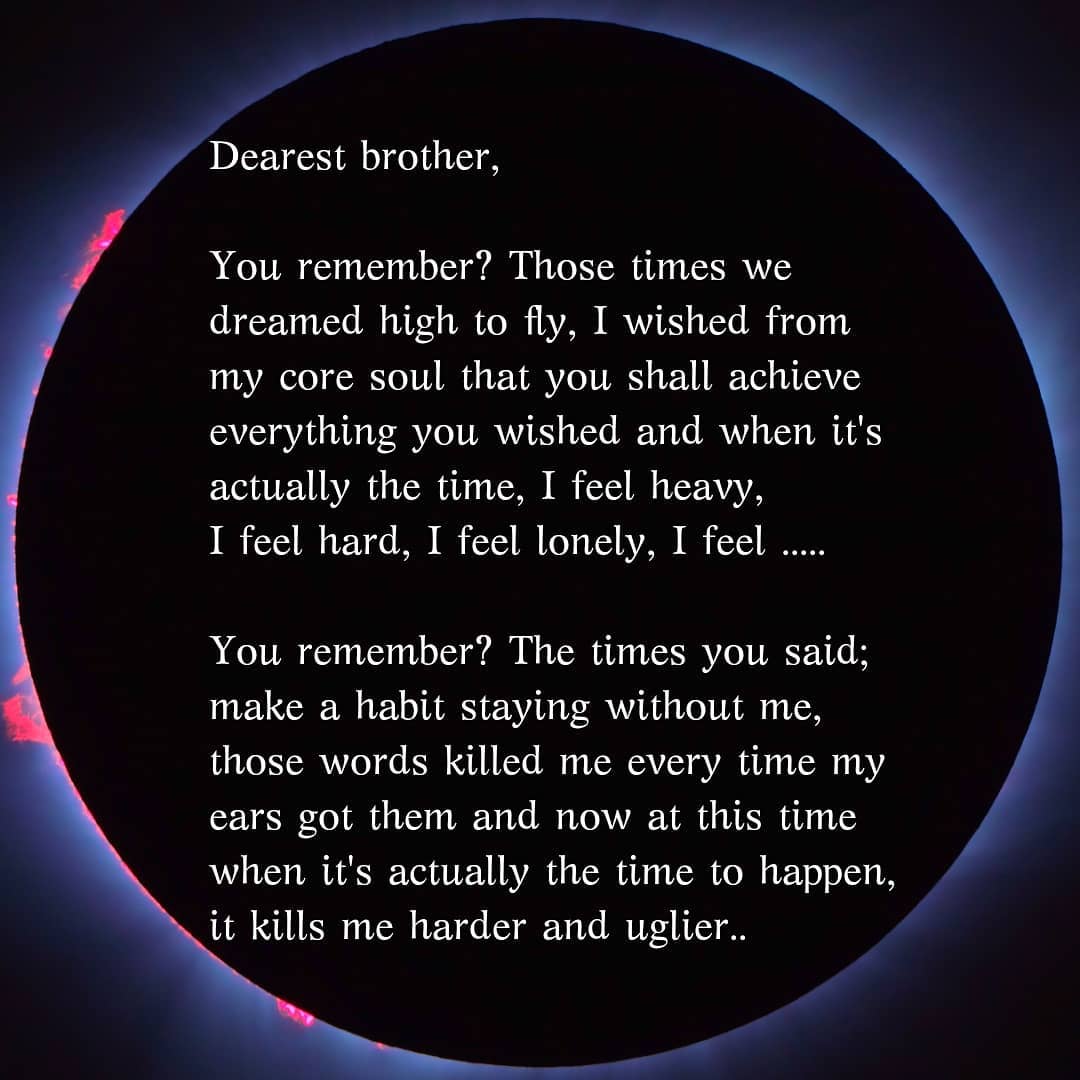 Dearest brother,
You remember? Those times we
dreamed high to fly, I wished from
my core soul that you shall achieve
everything you wished and when it's
actually the time, I feel heavy,
I feel hard, I feel lonely, I feel .....
You remember? The times you said;
make a habit staying without me,
those words killed me every time my
ears got them and now at this time
when it's actually the time to happen,
it kills me harder and uglier..